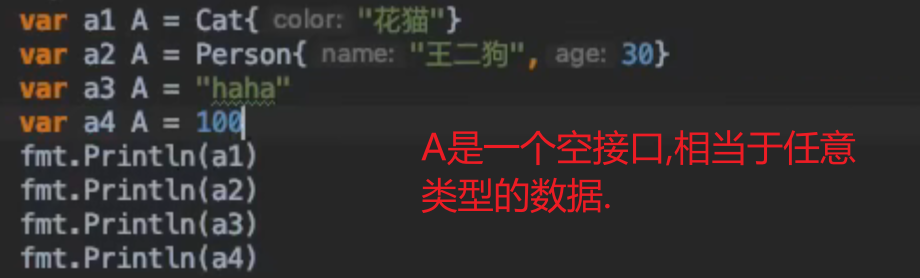 var a1 A = Cat{ color: "花猫"}
var a2 A = Person{ name: "王二狗", age: 30}
var a3 A = "haha"
var a4 A = 100
fmt.Println(a1)
fmt.Println(a2)
fmt.Println(a3)
fmt.Println(a4)
A是一个空接口,相当于任意
类型的数据.